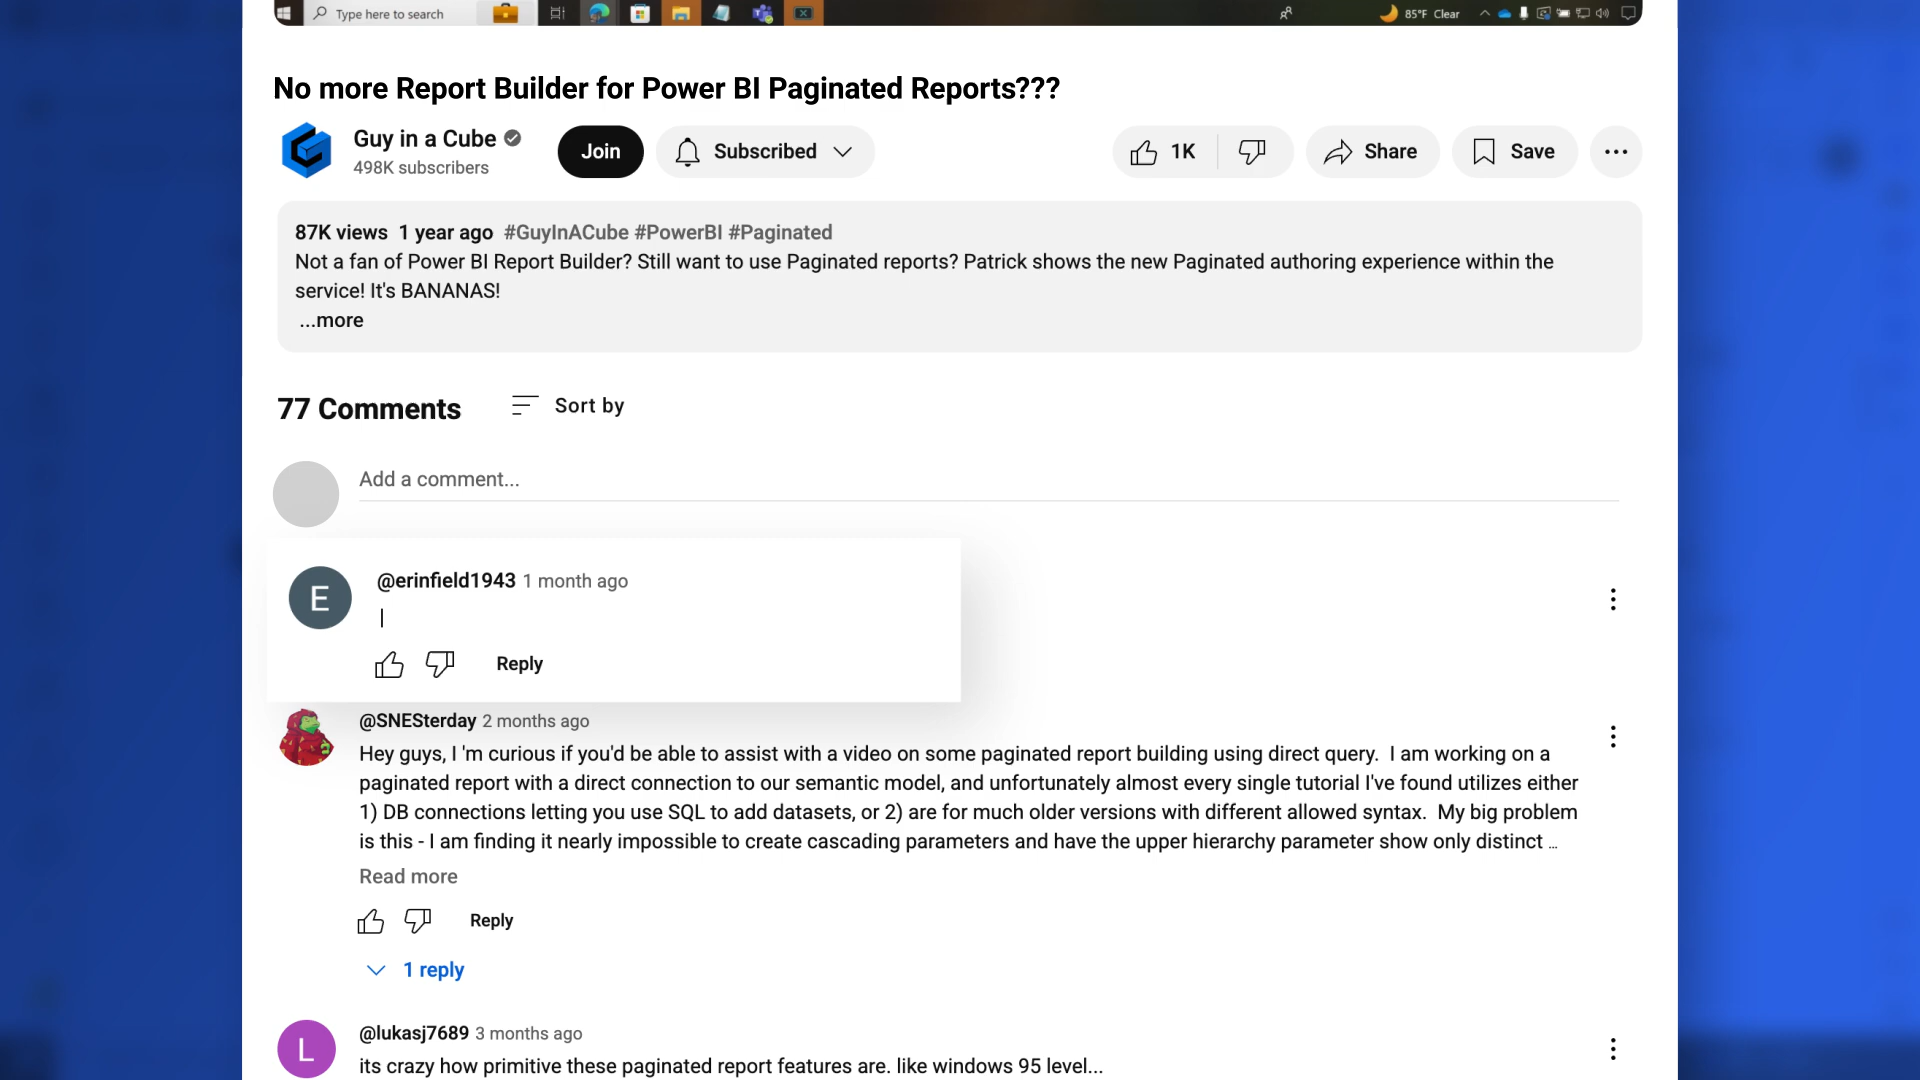 Type here to search
85°F Clear
No more Report Builder for Power BI Paginated Reports???
Guy in a Cube
498K subscribers
Join
Subscribed
1K
Share
Save
87K views 1 year ago #GuyInACube #PowerBI #Paginated
Not a fan of Power BI Report Builder? Still want to use Paginated reports? Patrick shows the new Paginated authoring experience within the
service! It's BANANAS!
...more
77 Comments
Sort by
Add a comment...
E
@erinfield1943 1 month ago
Reply
@SNESterday 2 months ago
Hey guys, I 'm curious if you'd be able to assist with a video on some paginated report building using direct query. I am working on a
paginated report with a direct connection to our semantic model, and unfortunately almost every single tutorial I've found utilizes either
1) DB connections letting you use SQL to add datasets, or 2) are for much older versions with different allowed syntax. My big problem
is this - I am finding it nearly impossible to create cascading parameters and have the upper hierarchy parameter show only distinct ...
Read more
Reply
1 reply
L
@lukasj7689 3 months ago
its crazy how primitive these paginated report features are. like windows 95 level...